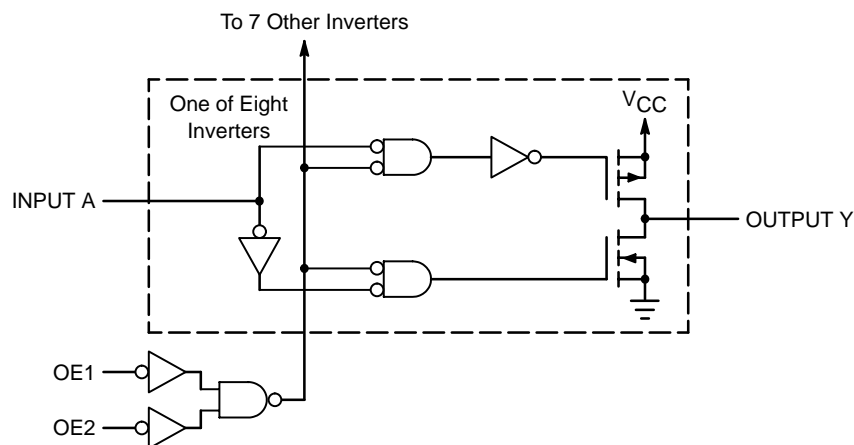 To 7 Other Inverters
One of Eight
Inverters
VCC
INPUT A
OUTPUT Y
OE1
OE2